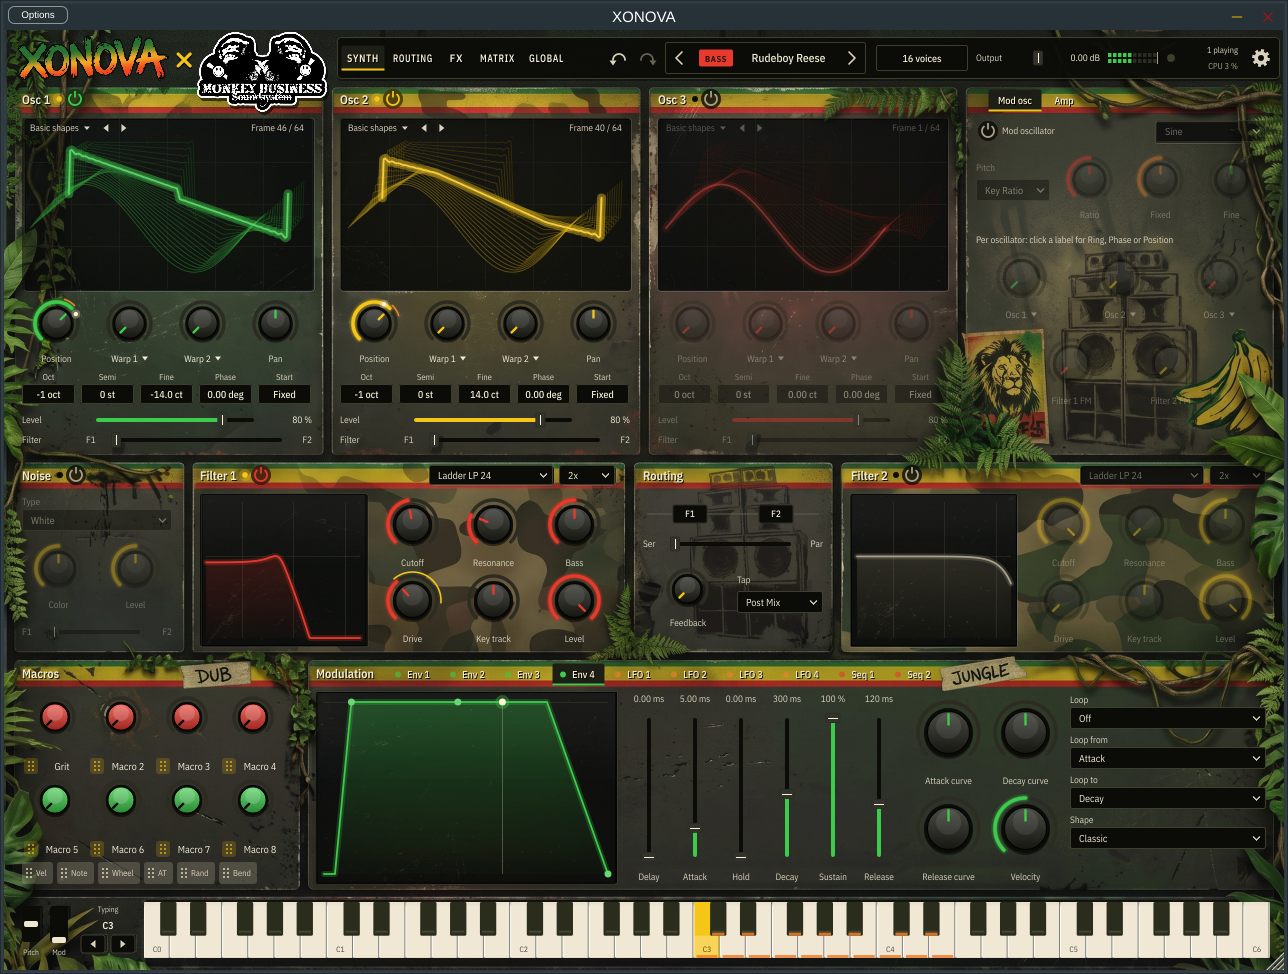 Options
XONOVA
XONOVA × MONKEY BUSINESS Soundsystem
SYNTH ROUTING FX MATRIX GLOBAL
BASS Rudeboy Reese
16 voices
Output 0.00 dB
1 playing
CPU 3 %
Osc 1
Basic shapes Frame 46 / 64
Position Warp 1 Warp 2 Pan
Oct Semi Fine Phase Start
-1 oct 0 st -14.0 ct 0.00 deg Fixed
Level 80 %
Filter F1 F2
Osc 2
Basic shapes Frame 40 / 64
Position Warp 1 Warp 2 Pan
Oct Semi Fine Phase Start
-1 oct 0 st 14.0 ct 0.00 deg Fixed
Level 80 %
Filter F1 F2
Osc 3
Basic shapes Frame 1 / 64
Position Warp 1 Warp 2 Pan
Oct Semi Fine Phase Start
0 oct 0 st 0.00 ct 0.00 deg Fixed
Level 80 %
Filter F1 F2
Mod osc Amp
Mod oscillator Sine
Pitch
Key Ratio
Ratio Fixed Fine
Per oscillator: click a label for Ring, Phase or Position
Osc 1 Osc 2 Osc 3
Filter 1 FM Filter 2 FM
Noise
Type
White
Color Level
F1 F2
Filter 1 Ladder LP 24 2x
Cutoff Resonance Bass
Drive Key track Level
Routing
F1 F2
Ser Par
Tap
Post Mix
Feedback
Filter 2 Ladder LP 24 2x
Cutoff Resonance Bass
Drive Key track Level
Macros DUB
Grit Macro 2 Macro 3 Macro 4
Macro 5 Macro 6 Macro 7 Macro 8
Vel Note Wheel AT Rand Bend
Modulation Env 1 Env 2 Env 3 Env 4 LFO 1 LFO 2 LFO 3 LFO 4 Seq 1 Seq 2 JUNGLE
0.00 ms 5.00 ms 0.00 ms 300 ms 100 % 120 ms
Delay Attack Hold Decay Sustain Release
Attack curve Decay curve
Release curve Velocity
Loop
Off
Loop from
Attack
Loop to
Decay
Shape
Classic
Pitch Mod
Typing
C3
C0 C1 C2 C3 C4 C5 C6